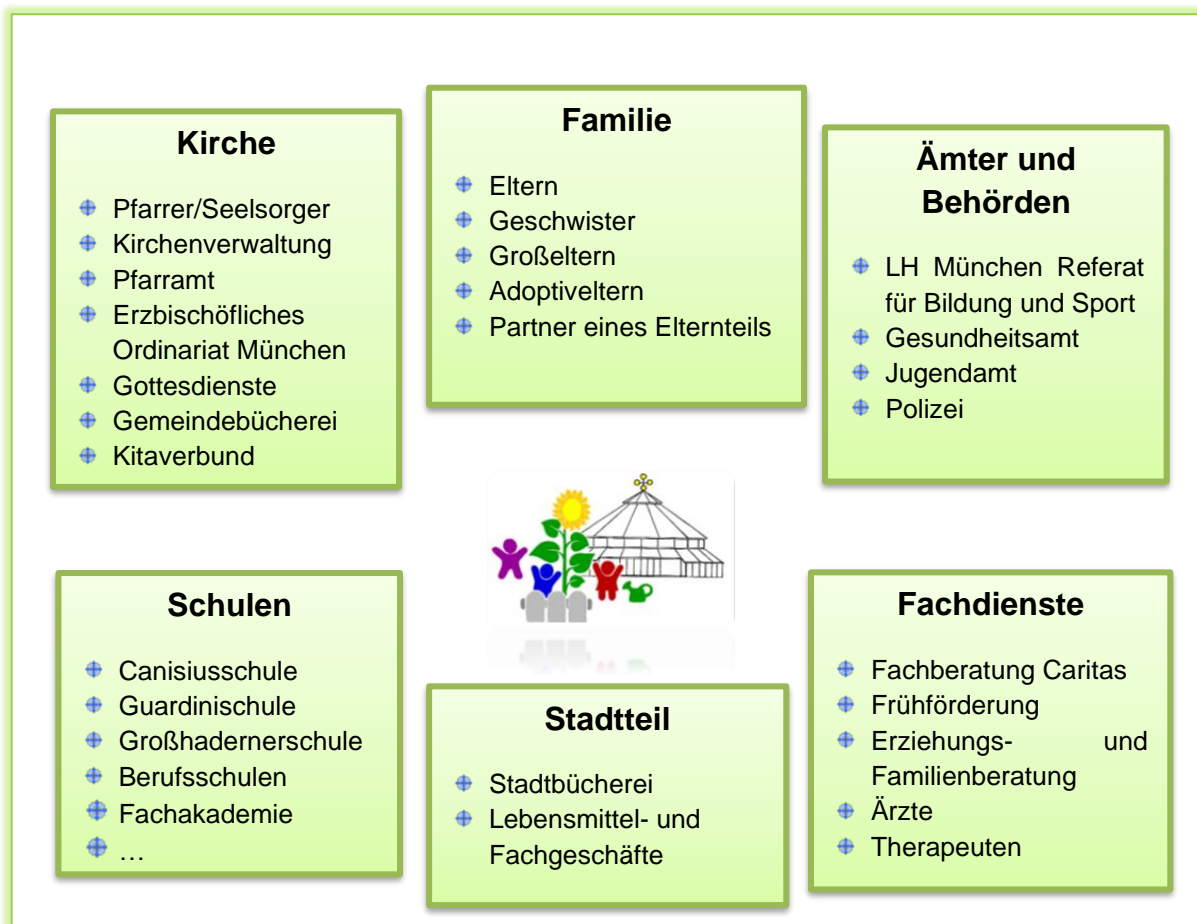 Kirche
Pfarrer/Seelsorger
Kirchenverwaltung
Pfarramt
Erzbischöfliches
Ordinariat München
Gottesdienste
Gemeindebücherei
Kitaverbund
Familie
Eltern
Geschwister
Großeltern
Adoptiveltern
Partner eines Elternteils
Ämter und
Behörden
LH München Referat
für Bildung und Sport
Gesundheitsamt
Jugendamt
Polizei
Schulen
Canisiusschule
Guardinischule
Großhadernerschule
Berufsschulen
Fachakademie
…
Stadtteil
Stadtbücherei
Lebensmittel- und
Fachgeschäfte
Fachdienste
Fachberatung Caritas
Frühförderung
Erziehungs- und
Familienberatung
Ärzte
Therapeuten